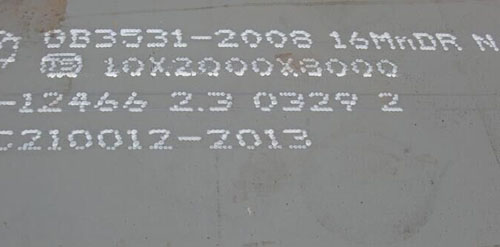 GB3531-2008 16MnDR N
10X2000X8000
-12466 2.3 0329 2
C210012-2013